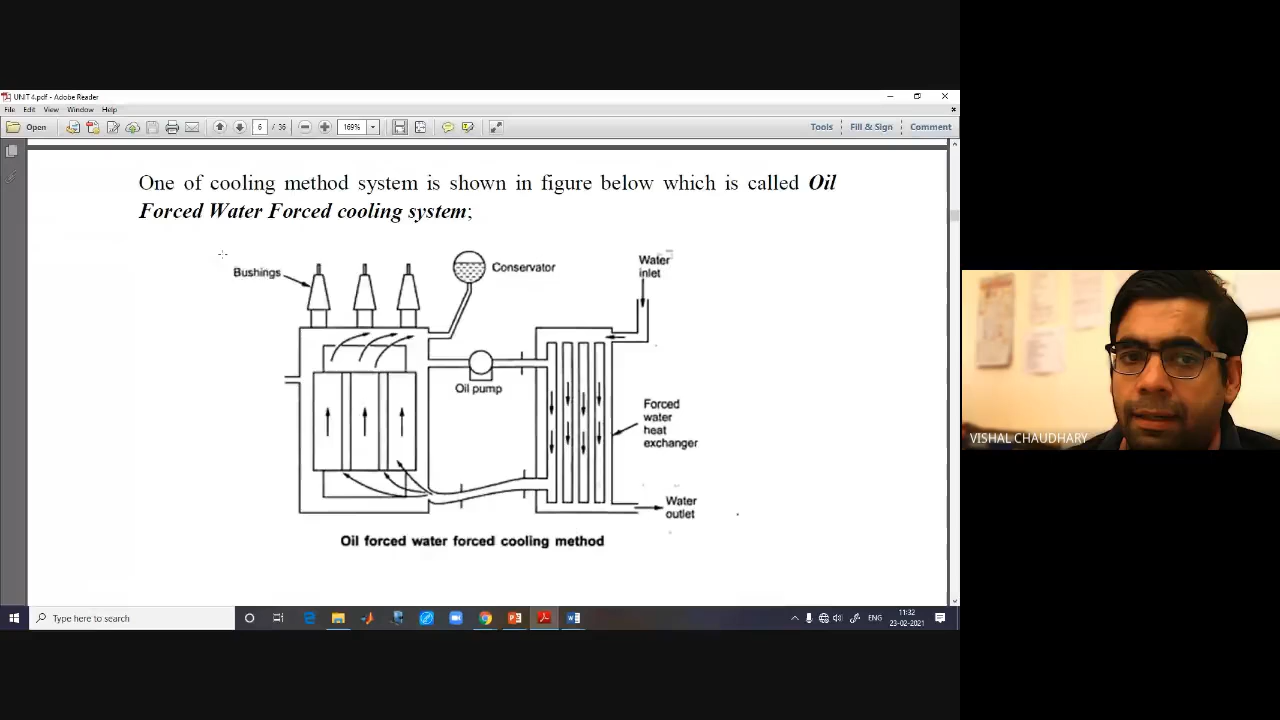 UNIT 4.pdf - Adobe Reader
File Edit View Window Help
Open 6 / 36 169% Tools Fill & Sign Comment
One of cooling method system is shown in figure below which is called Oil
Forced Water Forced cooling system;
Bushings
Conservator
Water
inlet
Oil pump
Forced
water
heat
exchanger
Water
outlet
Oil forced water forced cooling method
VISHAL CHAUDHARY
Type here to search
ENG
11:32
23-02-2021